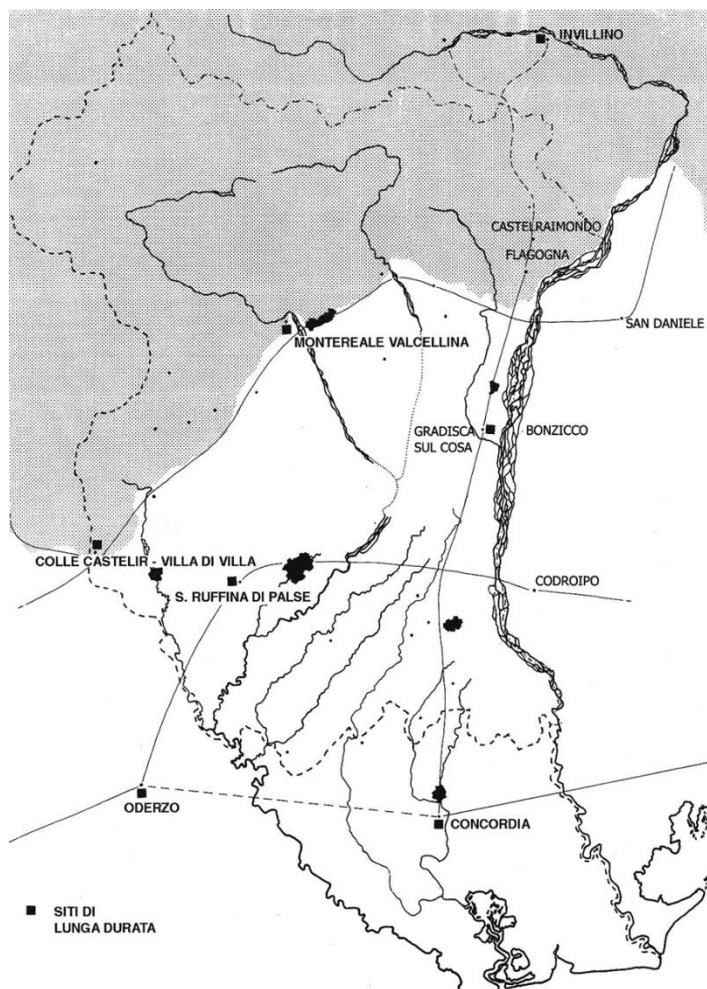 INVILLINO
CASTELRAIMONDO
FLAGOGNA
SAN DANIELE
MONTEREALE VALCELLINA
GRADISCA
SUL COSA
BONZICCO
COLLE CASTELIR - VILLA DI VILLA
S. RUFFINA DI PALSE
CODROIPO
ODERZO
CONCORDIA
SITI DI
LUNGA DURATA